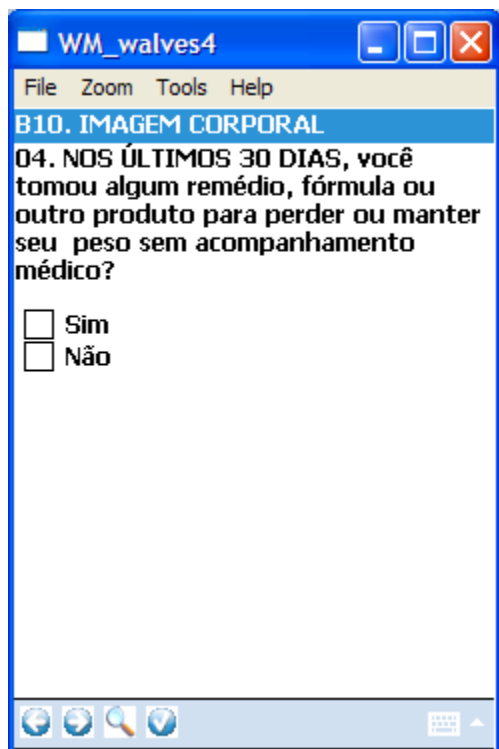 WM_walves4
File Zoom Tools Help
B10. IMAGEM CORPORAL
04. NOS ÚLTIMOS 30 DIAS, você
tomou algum remédio, fórmula ou
outro produto para perder ou manter
seu  peso sem acompanhamento
médico?
Sim
Não